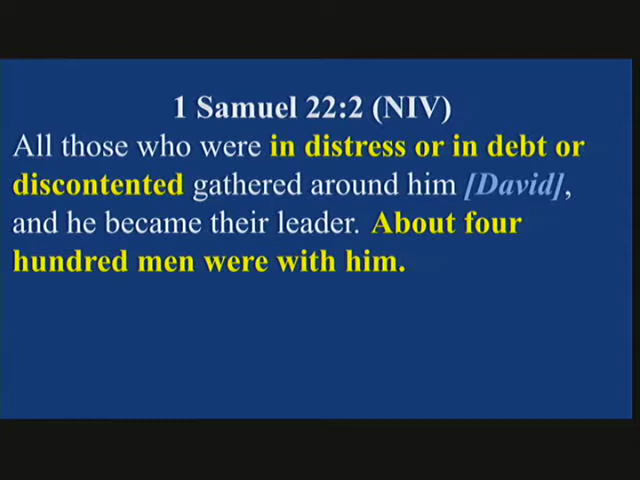 1 Samuel 22:2 (NIV)
All those who were in distress or in debt or
discontented gathered around him [David],
and he became their leader. About four
hundred men were with him.